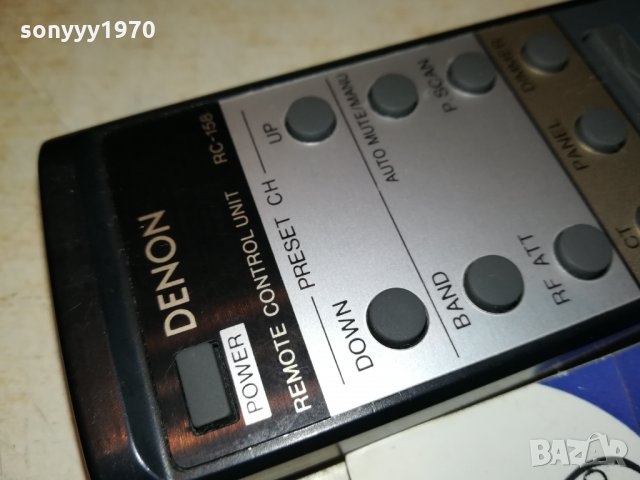 sonyyy1970
DENON
REMOTE CONTROL UNIT RC-158
POWER
DOWN PRESET CH UP
BAND AUTO MUTE/MANU
RF ATT P SCAN
PANEL DIMMER
CT
BAZAR